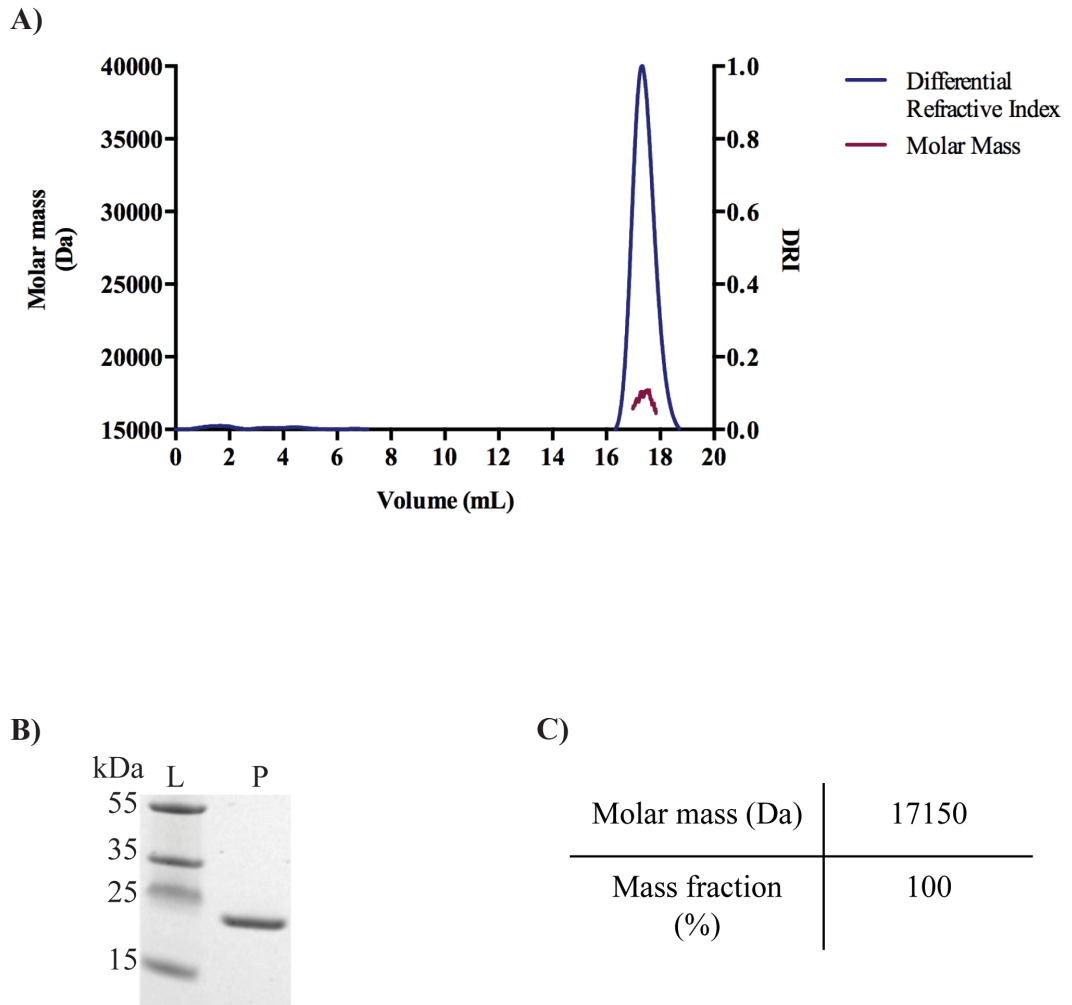 A)
40000
35000
30000
25000
20000
15000
Molar mass
(Da)
0 2 4 6 8 10 12 14 16 18 20
Volume (mL)
1.0
0.8
0.6
0.4
0.2
0.0
DRI
Differential
Refractive Index
Molar Mass
B)
kDa L P
55
35
25
15
C)
Molar mass (Da) 17150
Mass fraction 100
(%)